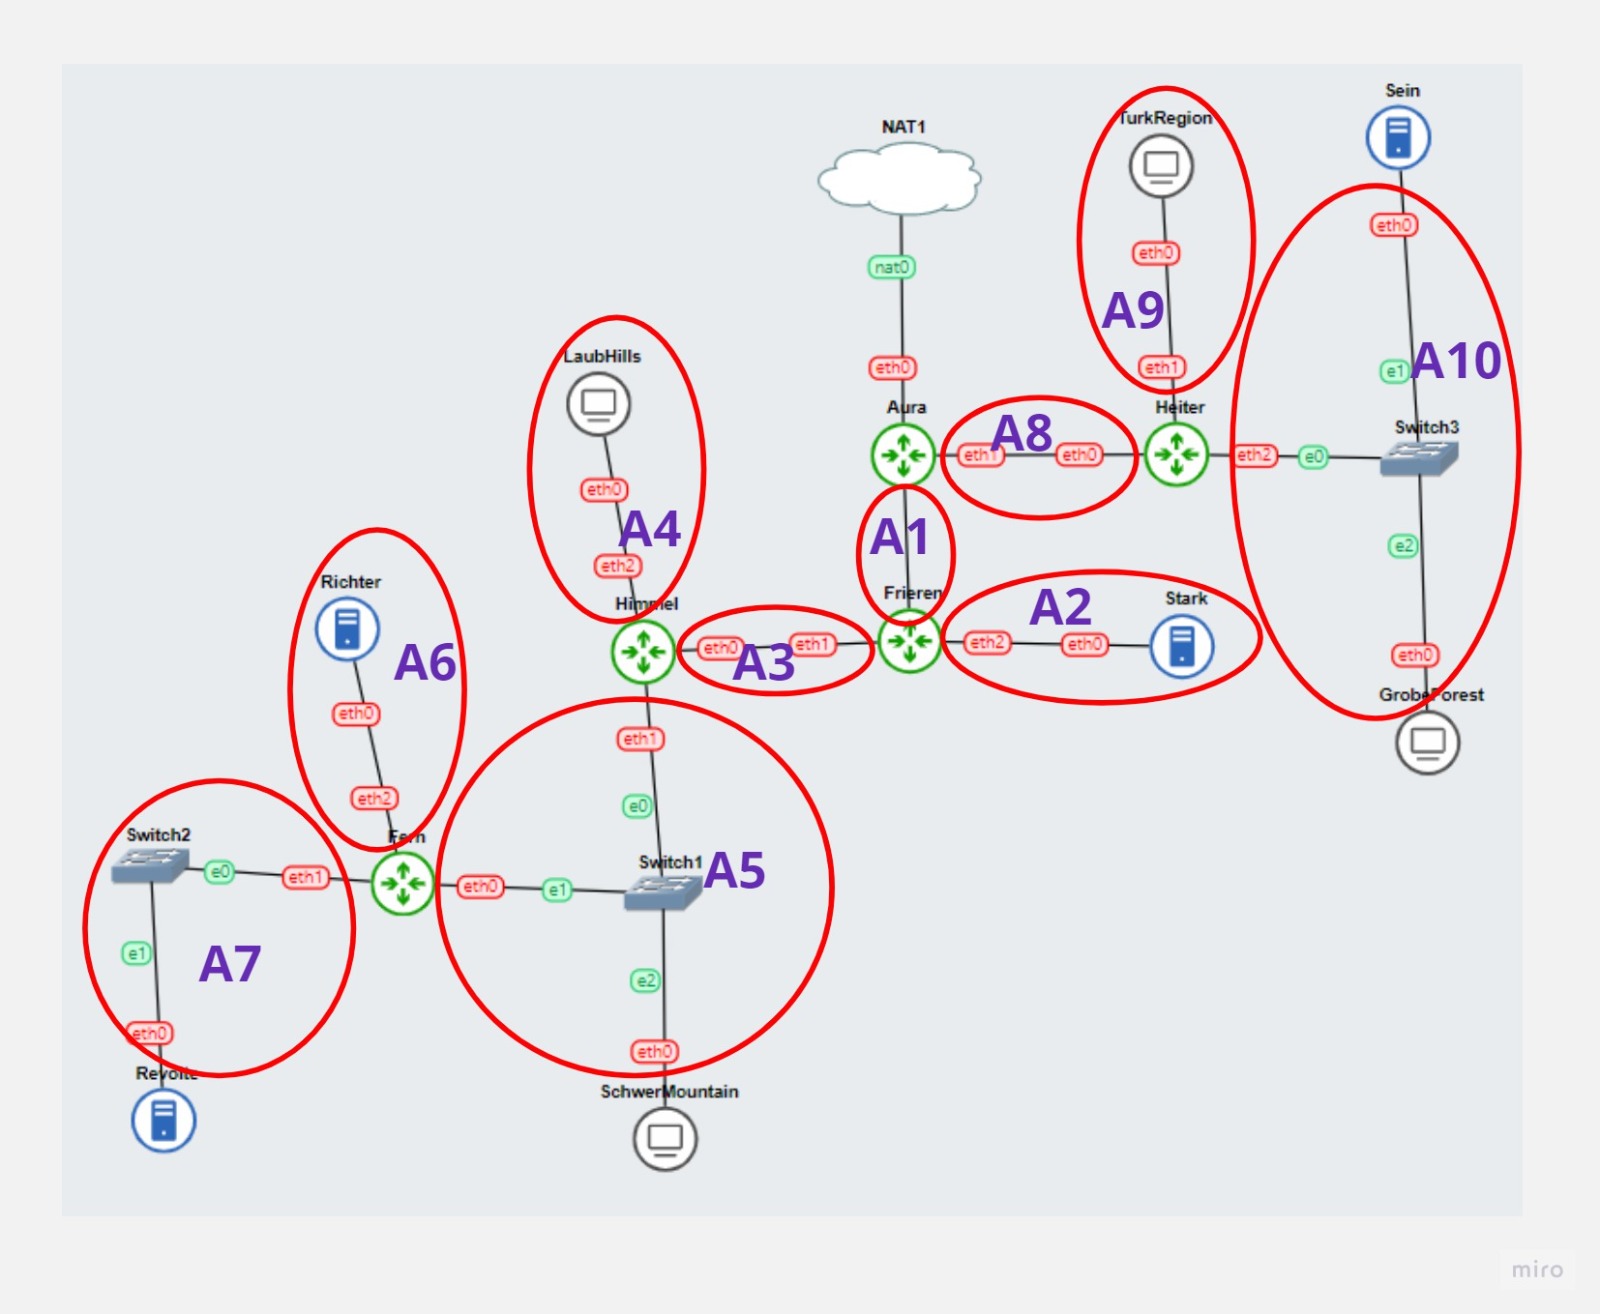 Sein
TurkRegion
NAT1
eth0
eth0
nat0
A9
LaubHills
A10
eth0
eth1
e1
Aura
Heiter
Switch3
A8
eth1
eth0
eth2
e0
eth0
A4
A1
e2
eth2
Richter
Himmel
Frieren
Stark
A2
A6
eth0
eth1
A3
eth2
eth0
eth0
GrobeForest
eth0
eth1
eth2
e0
Switch2
Fern
Switch1
A5
e0
eth1
eth0
e1
e1
A7
e2
eth0
eth0
Revolte
SchwerMountain
miro